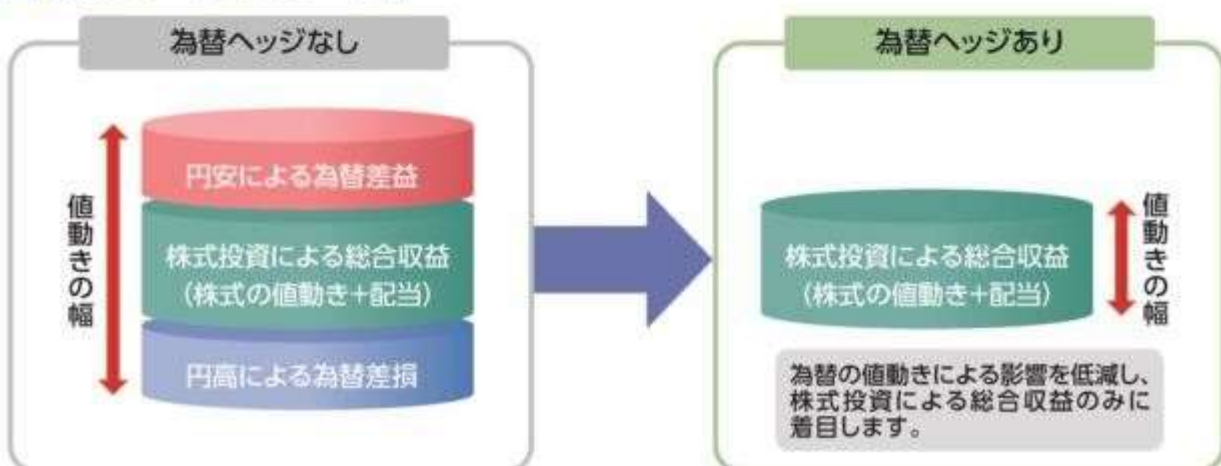 為替ヘッジなし
値動きの幅
円安による為替差益
株式投資による総合収益
(株式の値動き+配当)
円高による為替差損
為替ヘッジあり
株式投資による総合収益
(株式の値動き+配当)
値動きの幅
為替の値動きによる影響を低減し、
株式投資による総合収益のみに
着目します。